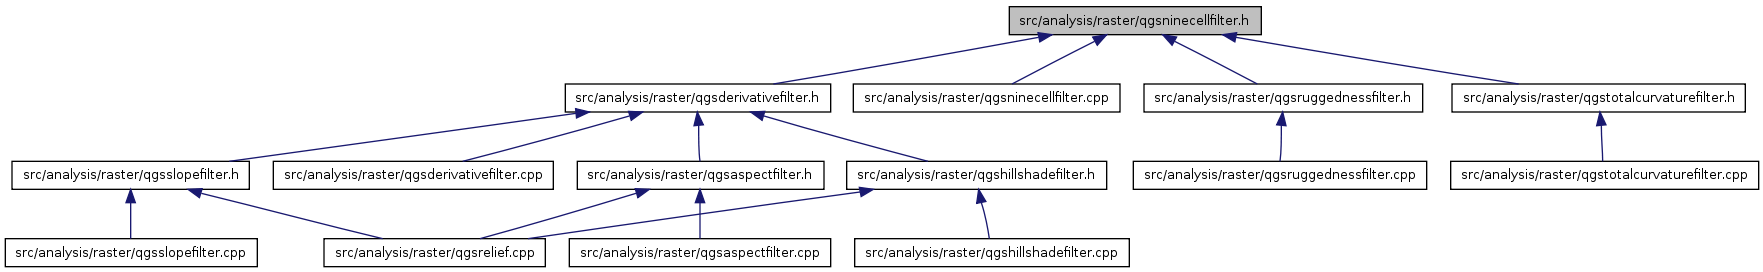 src/analysis/raster/qgsninecellfilter.h
src/analysis/raster/qgsderivativefilter.h
src/analysis/raster/qgsninecellfilter.cpp
src/analysis/raster/qgsruggednessfilter.h
src/analysis/raster/qgstotalcurvaturefilter.h
src/analysis/raster/qgsslopefilter.h
src/analysis/raster/qgsderivativefilter.cpp
src/analysis/raster/qgsaspectfilter.h
src/analysis/raster/qgshillshadefilter.h
src/analysis/raster/qgsruggednessfilter.cpp
src/analysis/raster/qgstotalcurvaturefilter.cpp
src/analysis/raster/qgsslopefilter.cpp
src/analysis/raster/qgsrelief.cpp
src/analysis/raster/qgsaspectfilter.cpp
src/analysis/raster/qgshillshadefilter.cpp